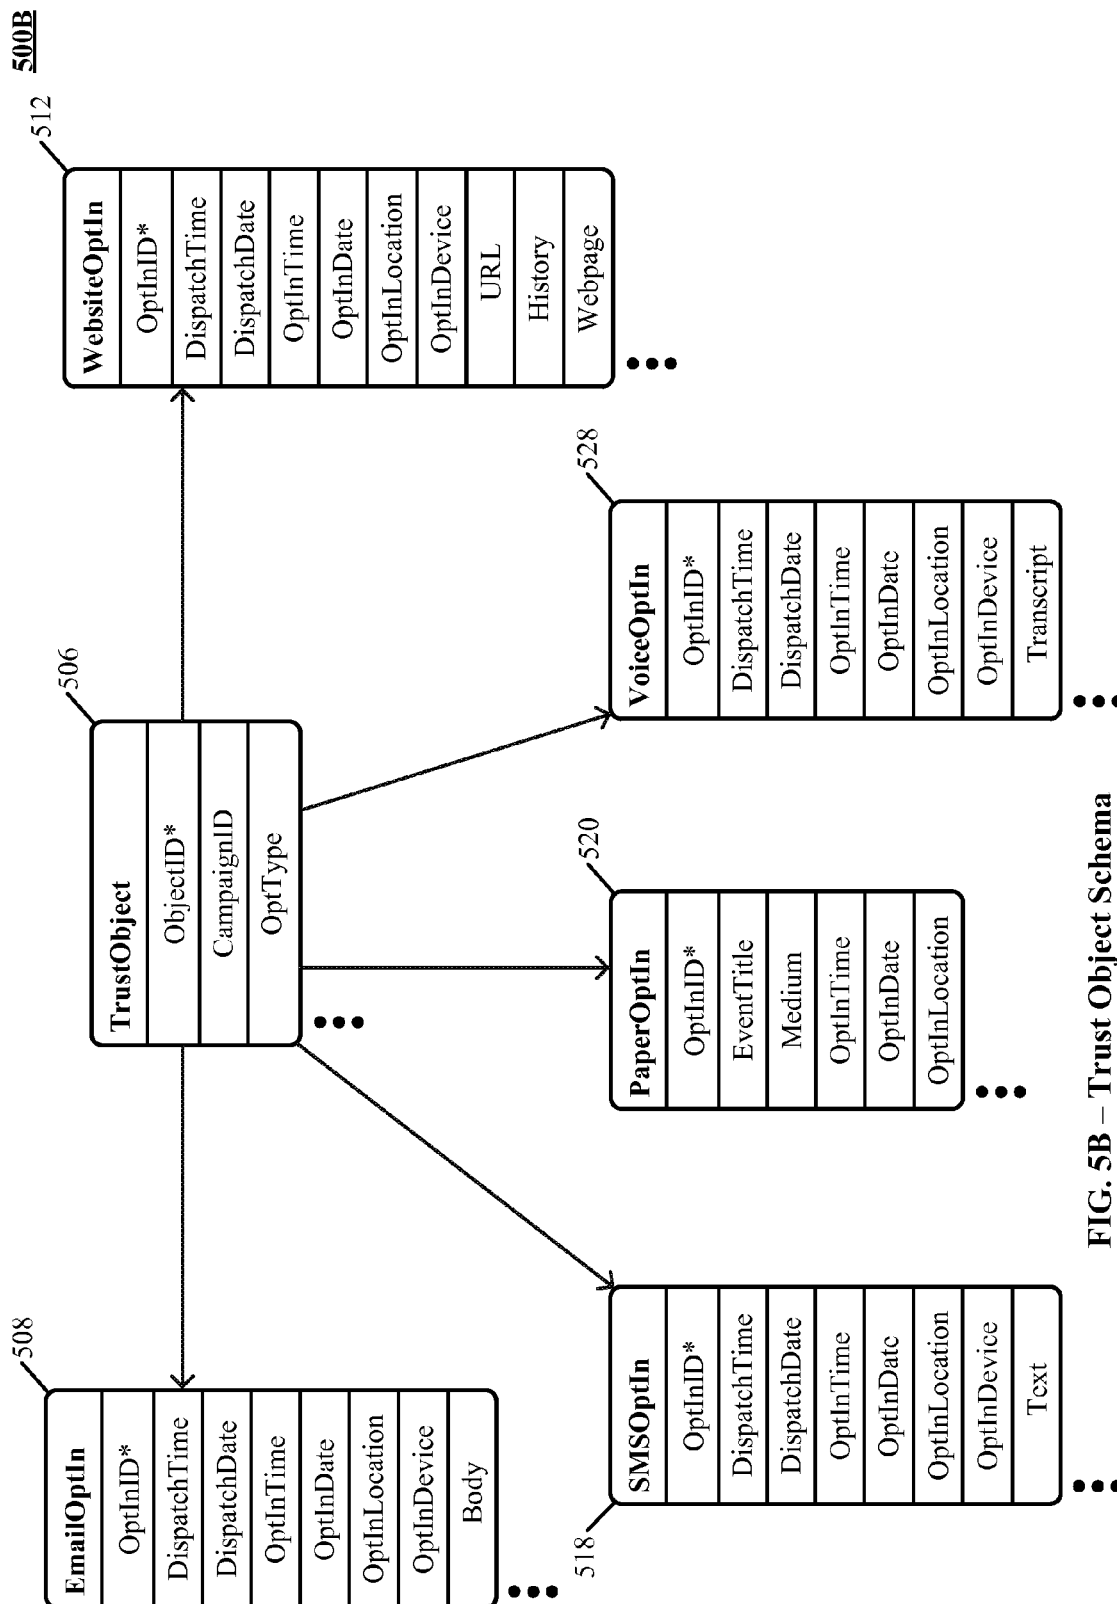 500B
508
EmailOptIn
OptInID*
DispatchTime
DispatchDate
OptInTime
OptInDate
OptInLocation
OptInDevice
Body
506
TrustObject
ObjectID*
CampaignID
OptType
512
WebsiteOptIn
OptInID*
DispatchTime
DispatchDate
OptInTime
OptInDate
OptInLocation
OptInDevice
URL
History
Webpage
518
SMSOptIn
OptInID*
DispatchTime
DispatchDate
OptInTime
OptInDate
OptInLocation
OptInDevice
Text
520
PaperOptIn
OptInID*
EventTitle
Medium
OptInTime
OptInDate
OptInLocation
528
VoiceOptIn
OptInID*
DispatchTime
DispatchDate
OptInTime
OptInDate
OptInLocation
OptInDevice
Transcript
FIG. 5B – Trust Object Schema